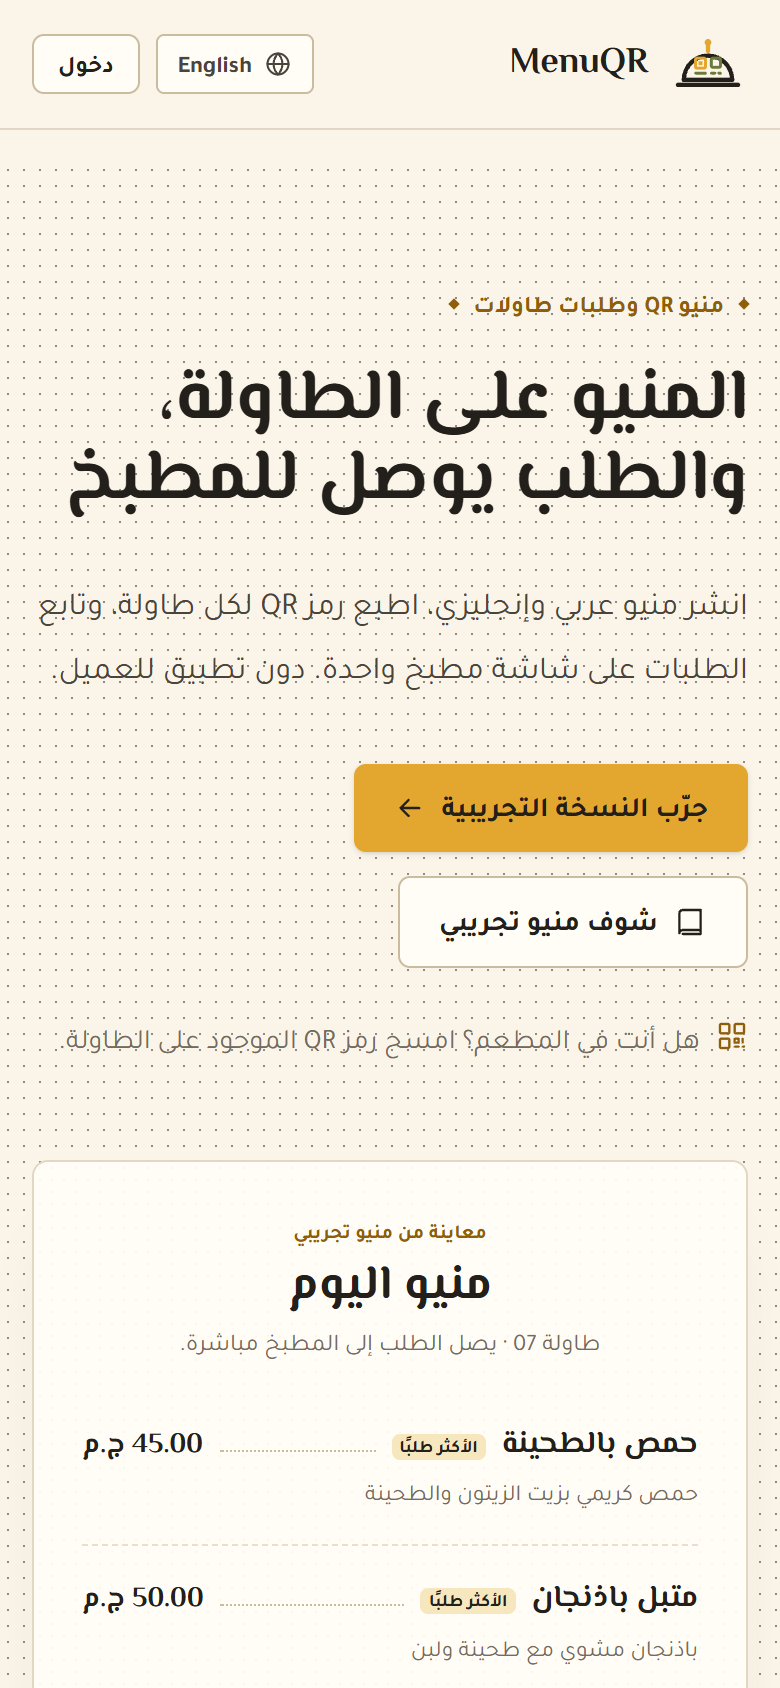 MenuQR
English
دخول
منيو QR وطلبات طاولات
المنيو على الطاولة،
والطلب يوصل للمطبخ
انشر منيو عربي وإنجليزي، اطبع رمز QR لكل طاولة، وتابع
الطلبات على شاشة مطبخ واحدة. دون تطبيق للعميل.
جرّب النسخة التجريبية ←
شوف منيو تجريبي
هل أنت في المطعم؟ امسح رمز QR الموجود على الطاولة.
معاينة من منيو تجريبي
منيو اليوم
طاولة 07 · يصل الطلب إلى المطبخ مباشرة.
حمص بالطحينة الأكثر طلبًا 45.00 ج.م
حمص كريمي بزيت الزيتون والطحينة
متبل باذنجان الأكثر طلبًا 50.00 ج.م
باذنجان مشوي مع طحينة ولبن